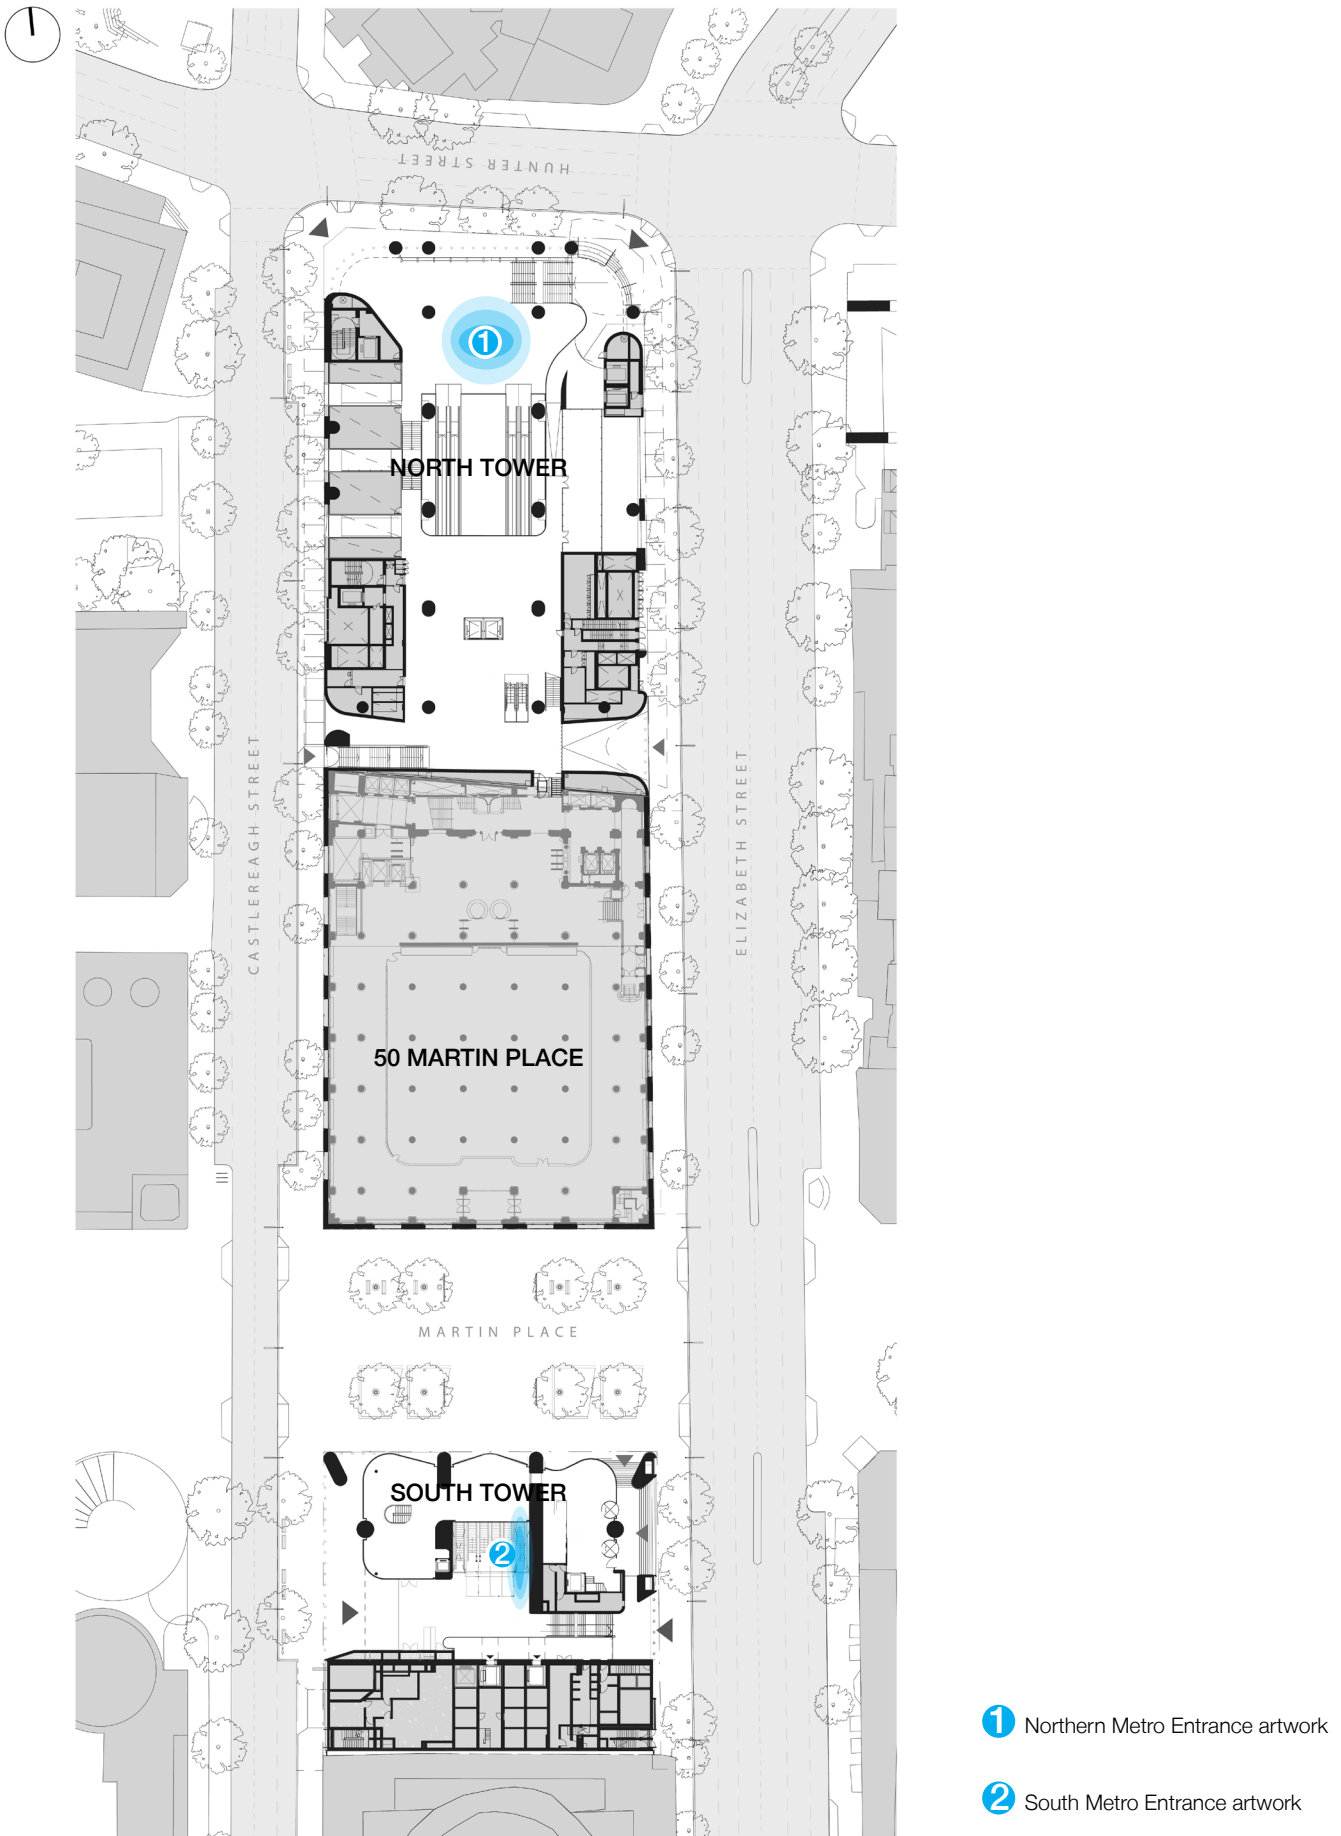 HUNTER STREET
1
NORTH TOWER
CASTLEREAGH STREET
ELIZABETH STREET
50 MARTIN PLACE
MARTIN PLACE
SOUTH TOWER
2
1 Northern Metro Entrance artwork
2 South Metro Entrance artwork